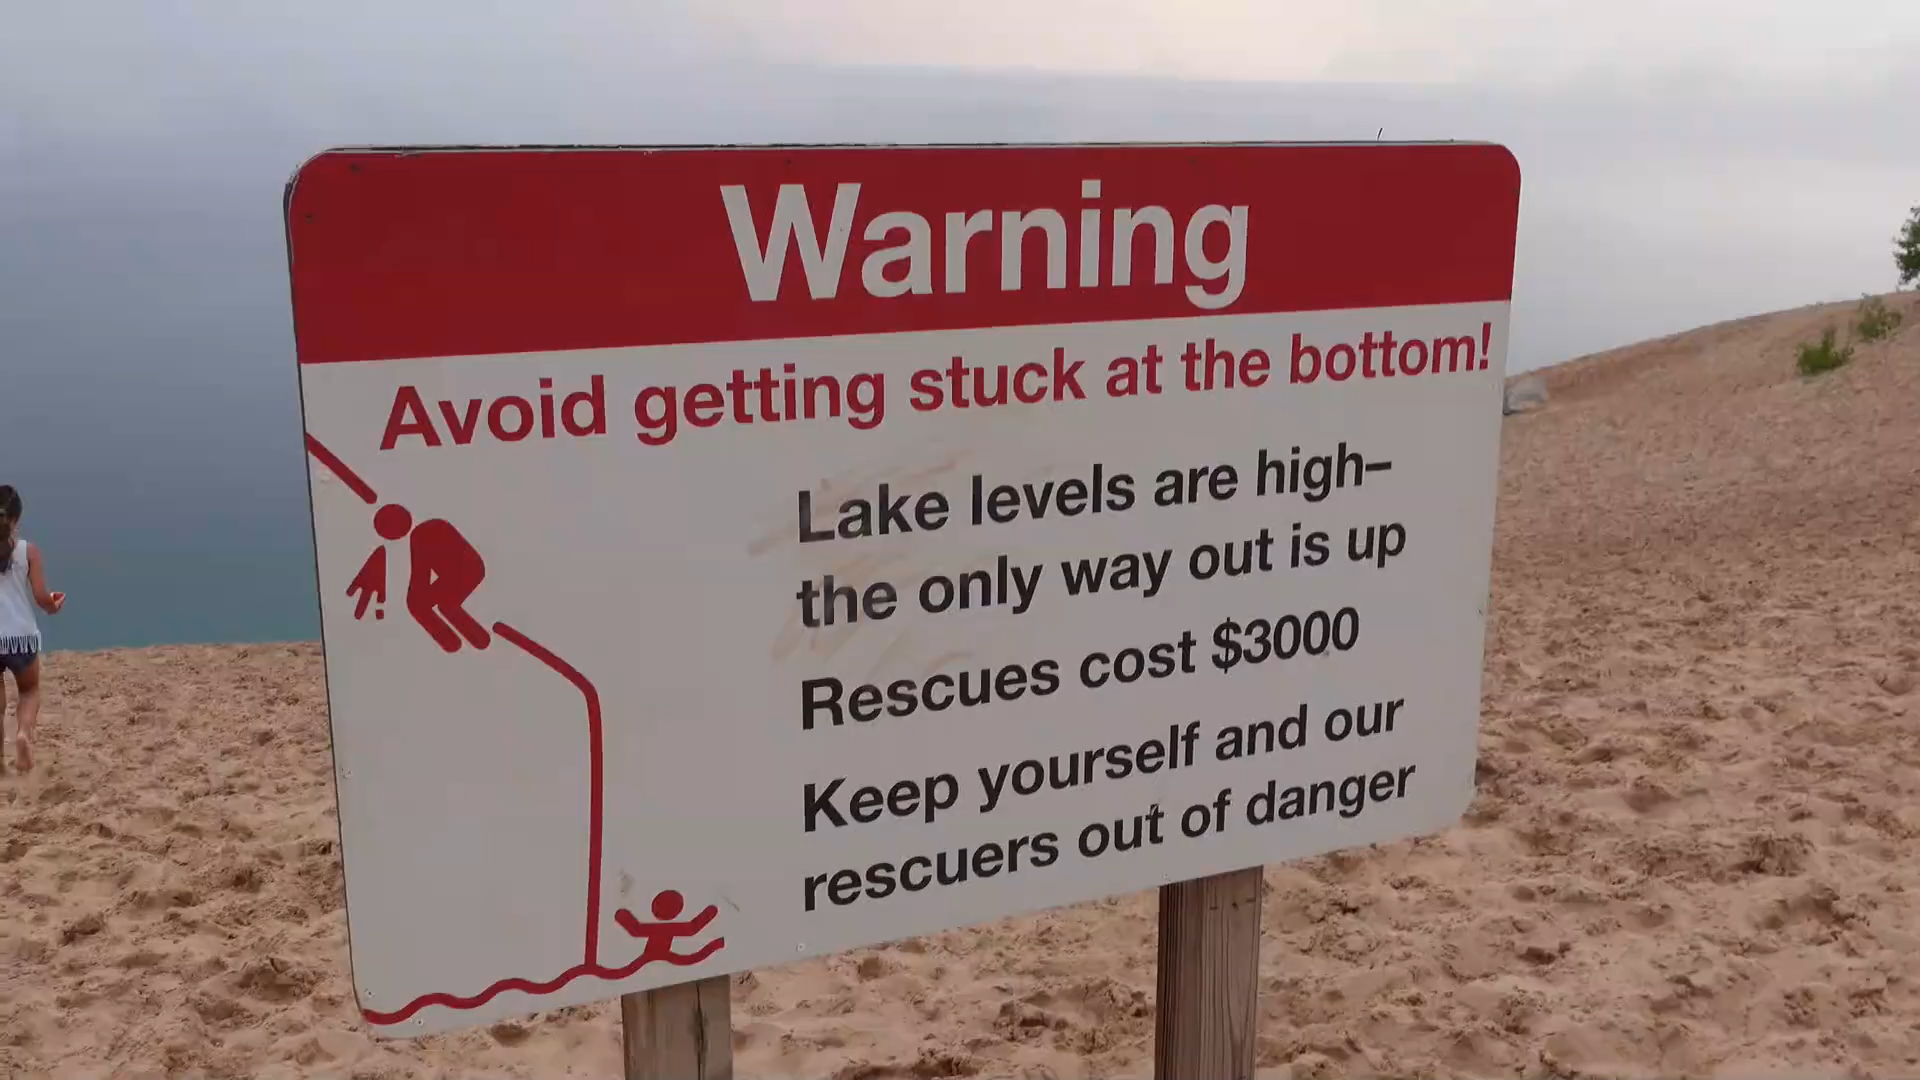 Warning
Avoid getting stuck at the bottom!
Lake levels are high–
the only way out is up
Rescues cost $3000
Keep yourself and our
rescuers out of danger